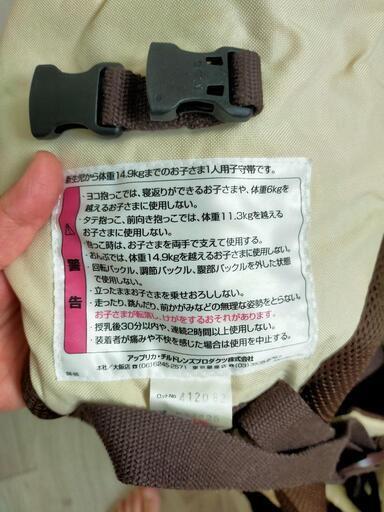 新生児から体重14.9kgまでのお子さま1人用子守帯です。
・ヨコ抱っこでは、寝返りができるお子さまや、体重6kgを
越えるお子さまに使用しない。
・タテ抱っこ、前向き抱っこでは、体重11.3kgを越える
お子さまに使用しない。
・抱っこ時は、お子さまを両手で支えて使用する。
・おんぶでは、体重14.9kgを越えるお子さまに使用しない。
・回転バックル、調節バックル、腹部バックルを外した状態
で使用しない。
・立ったままお子さまを乗せおろししない。
・走ったり、跳んだり、前かがみなどの無理な姿勢をとらない。
お子さまが転落し、けがをするおそれがあります。
・授乳後30分以内や、連続2時間以上使用しない。
・装着者が痛みや不快を感じた場合は使用を中止する。
警告
アップリカ・チルドレンズプロダクツ株式会社
本社/大阪店
東京店
ロットNo